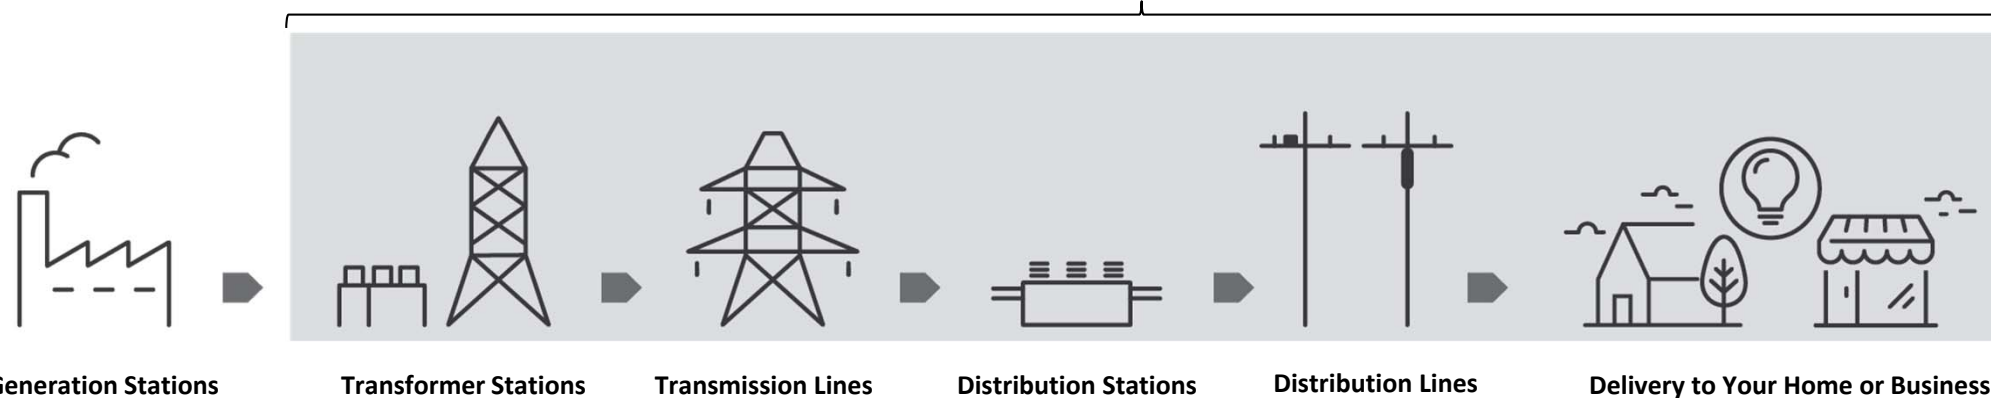 Generation Stations
Transformer Stations
Transmission Lines
Distribution Stations
Distribution Lines
Delivery to Your Home or Business